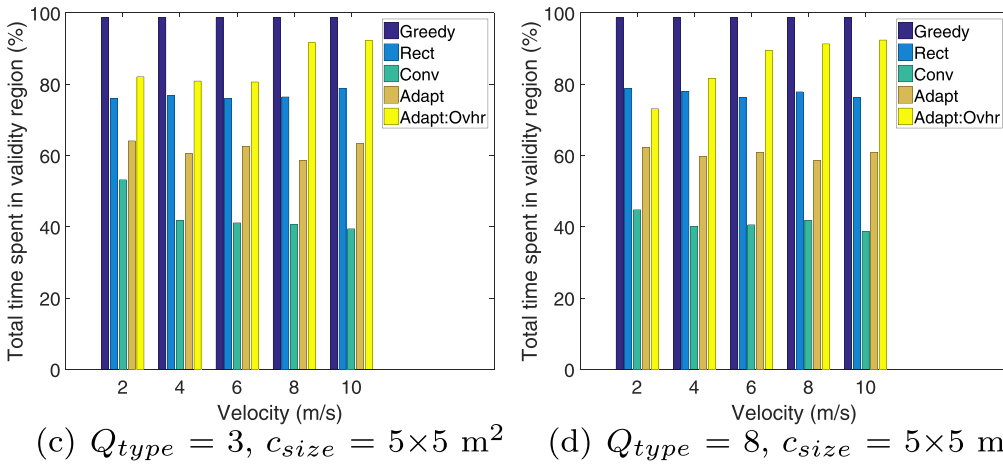 Total time spent in validity region (%)
100
80
60
40
20
0
Greedy
Rect
Conv
Adapt
Adapt:Ovhr
2 4 6 8 10
Velocity (m/s)
(c) Q_type = 3, c_size = 5×5 m²
Total time spent in validity region (%)
100
80
60
40
20
0
Greedy
Rect
Conv
Adapt
Adapt:Ovhr
2 4 6 8 10
Velocity (m/s)
(d) Q_type = 8, c_size = 5×5 m